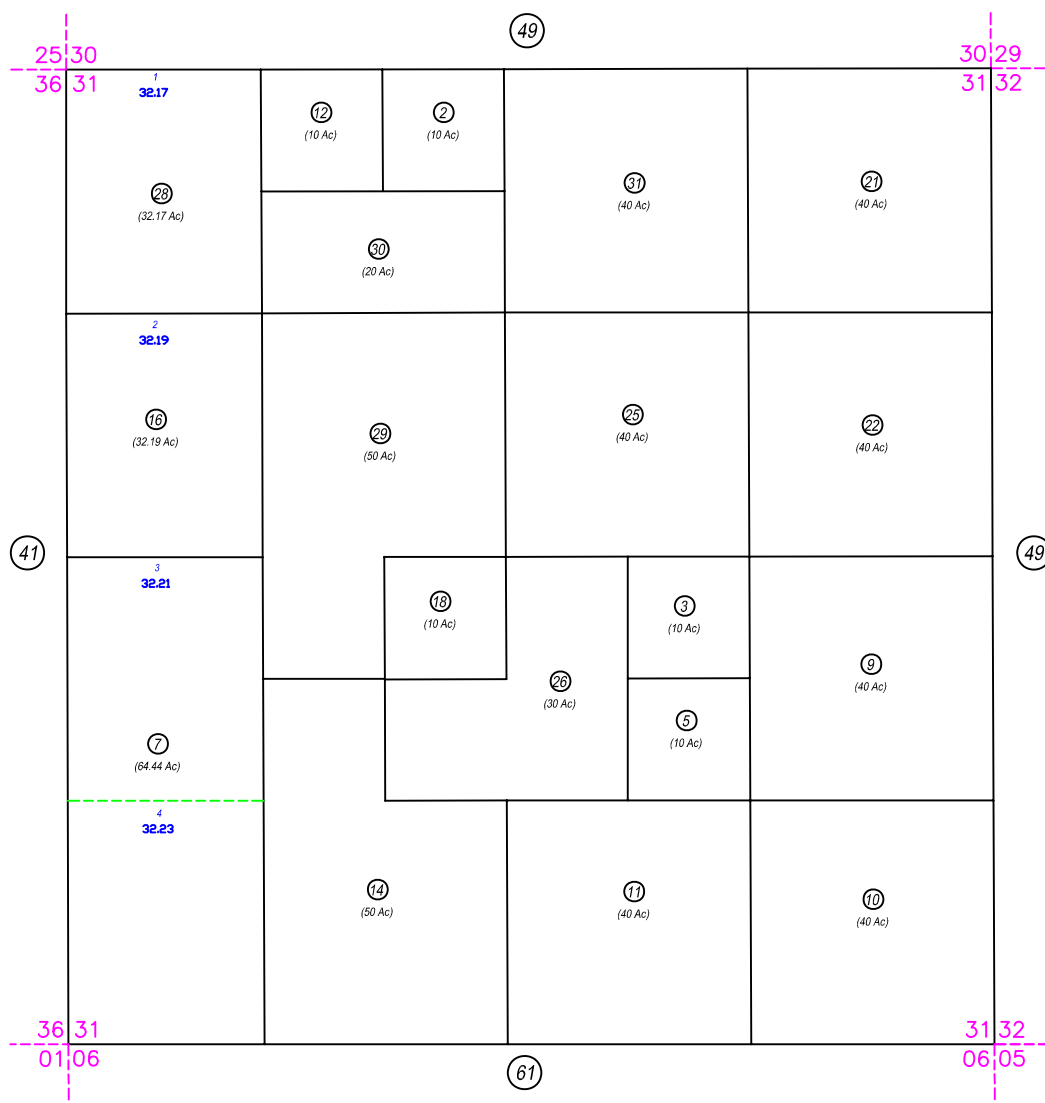 49
25 30
30 29
36 31
31 32
1
32.17
12
(10 Ac)
2
(10 Ac)
28
(32.17 Ac)
31
(40 Ac)
21
(40 Ac)
30
(20 Ac)
2
32.19
16
(32.19 Ac)
29
(50 Ac)
25
(40 Ac)
22
(40 Ac)
41
49
3
32.21
18
(10 Ac)
3
(10 Ac)
26
(30 Ac)
9
(40 Ac)
5
(10 Ac)
7
(64.44 Ac)
4
32.23
14
(50 Ac)
11
(40 Ac)
10
(40 Ac)
36 31
31 32
01 06
06 05
61